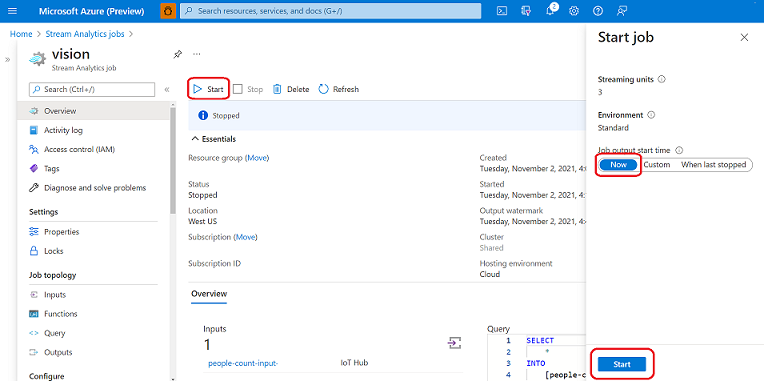 Microsoft Azure (Preview)
Search resources, services, and docs (G+/)
2
Home > Stream Analytics jobs >
vision
Stream Analytics job
Search (Ctrl+/)
Overview
Activity log
Access control (IAM)
Tags
Diagnose and solve problems
Settings
Properties
Locks
Job topology
Inputs
Functions
Query
Outputs
Configure
Start
Stop
Delete
Refresh
Stopped
Essentials
Resource group (Move)
Status
Stopped
Location
West US
Subscription (Move)
Subscription ID
Created
Tuesday, November 2, 2021, 4:
Started
Tuesday, November 2, 2021, 4:
Output watermark
Cluster
Shared
Hosting environment
Cloud
Overview
Inputs
1
people-count-input-
IoT Hub
Query
1 SELECT
2 *
3 INTO
4 [people-c
Start job
Streaming units
3
Environment
Standard
Job output start time
Now
Custom
When last stopped
Start